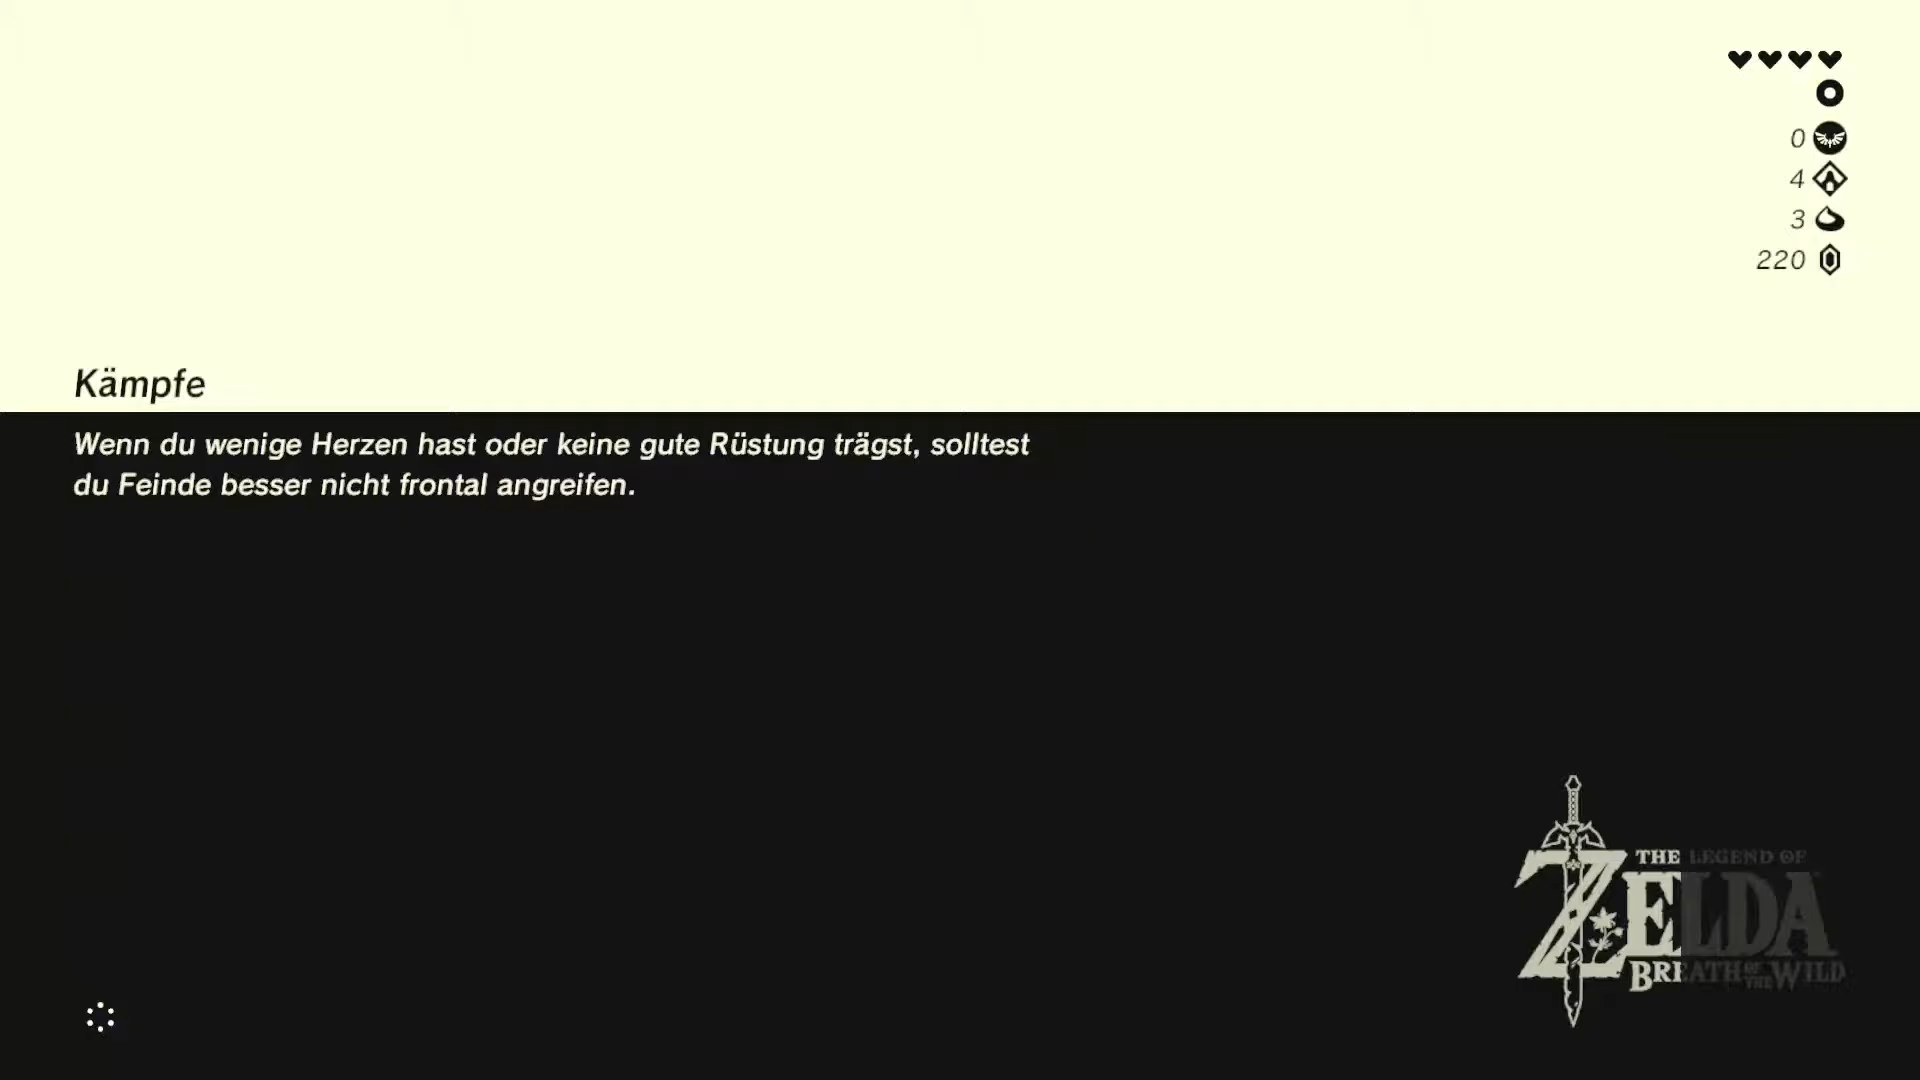 0
4
3
220
Kämpfe
Wenn du wenige Herzen hast oder keine gute Rüstung trägst, solltest
du Feinde besser nicht frontal angreifen.
THE LEGEND OF
ZELDA
BREATH OF THE WILD